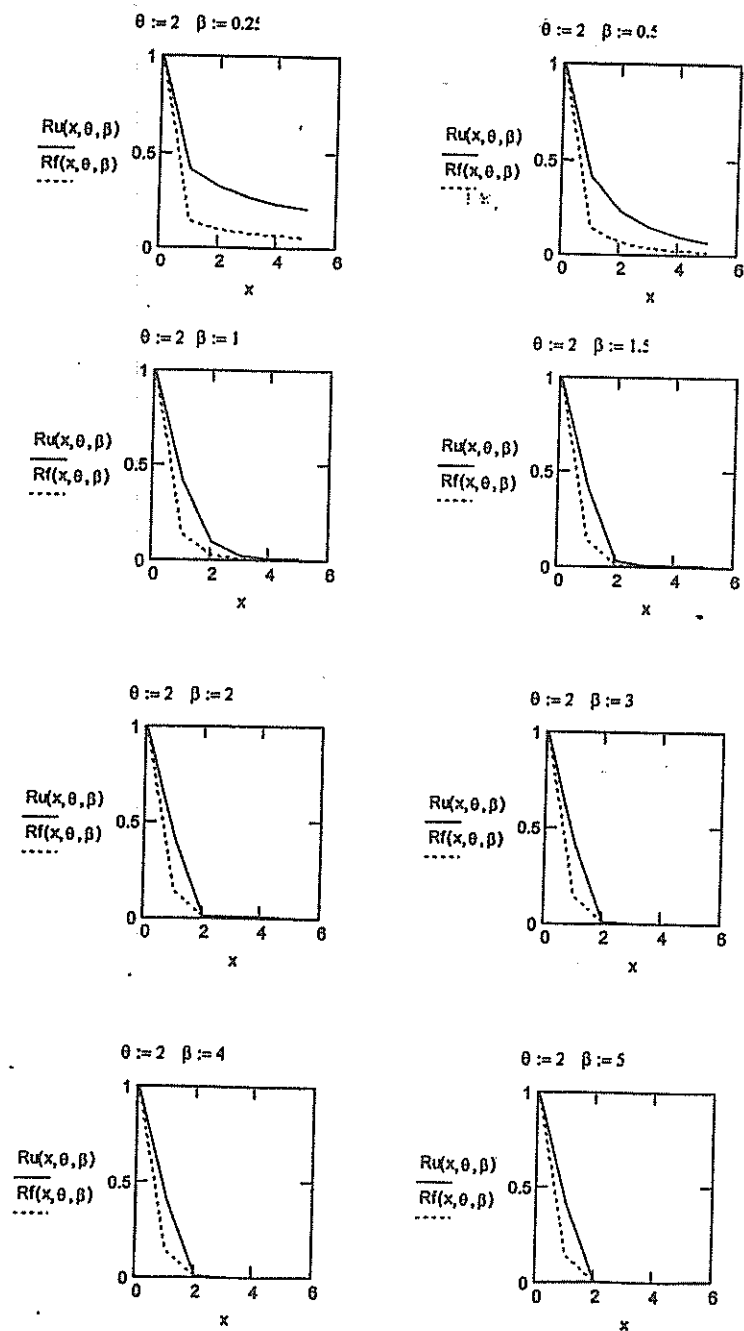 θ := 2 β := 0.25
1
Ru(x,θ,β)
0.5
Rf(x,θ,β)
0
0 2 4 6
x
θ := 2 β := 0.5
1
Ru(x,θ,β)
0.5
Rf(x,θ,β)
0
0 2 4 6
x
θ := 2 β := 1
1
Ru(x,θ,β)
0.5
Rf(x,θ,β)
0
0 2 4 6
x
θ := 2 β := 1.5
1
Ru(x,θ,β)
0.5
Rf(x,θ,β)
0
0 2 4 6
x
θ := 2 β := 2
1
Ru(x,θ,β)
0.5
Rf(x,θ,β)
0
0 2 4 6
x
θ := 2 β := 3
1
Ru(x,θ,β)
0.5
Rf(x,θ,β)
0
0 2 4 6
x
θ := 2 β := 4
1
Ru(x,θ,β)
0.5
Rf(x,θ,β)
0
0 2 4 6
x
θ := 2 β := 5
1
Ru(x,θ,β)
0.5
Rf(x,θ,β)
0
0 2 4 6
x